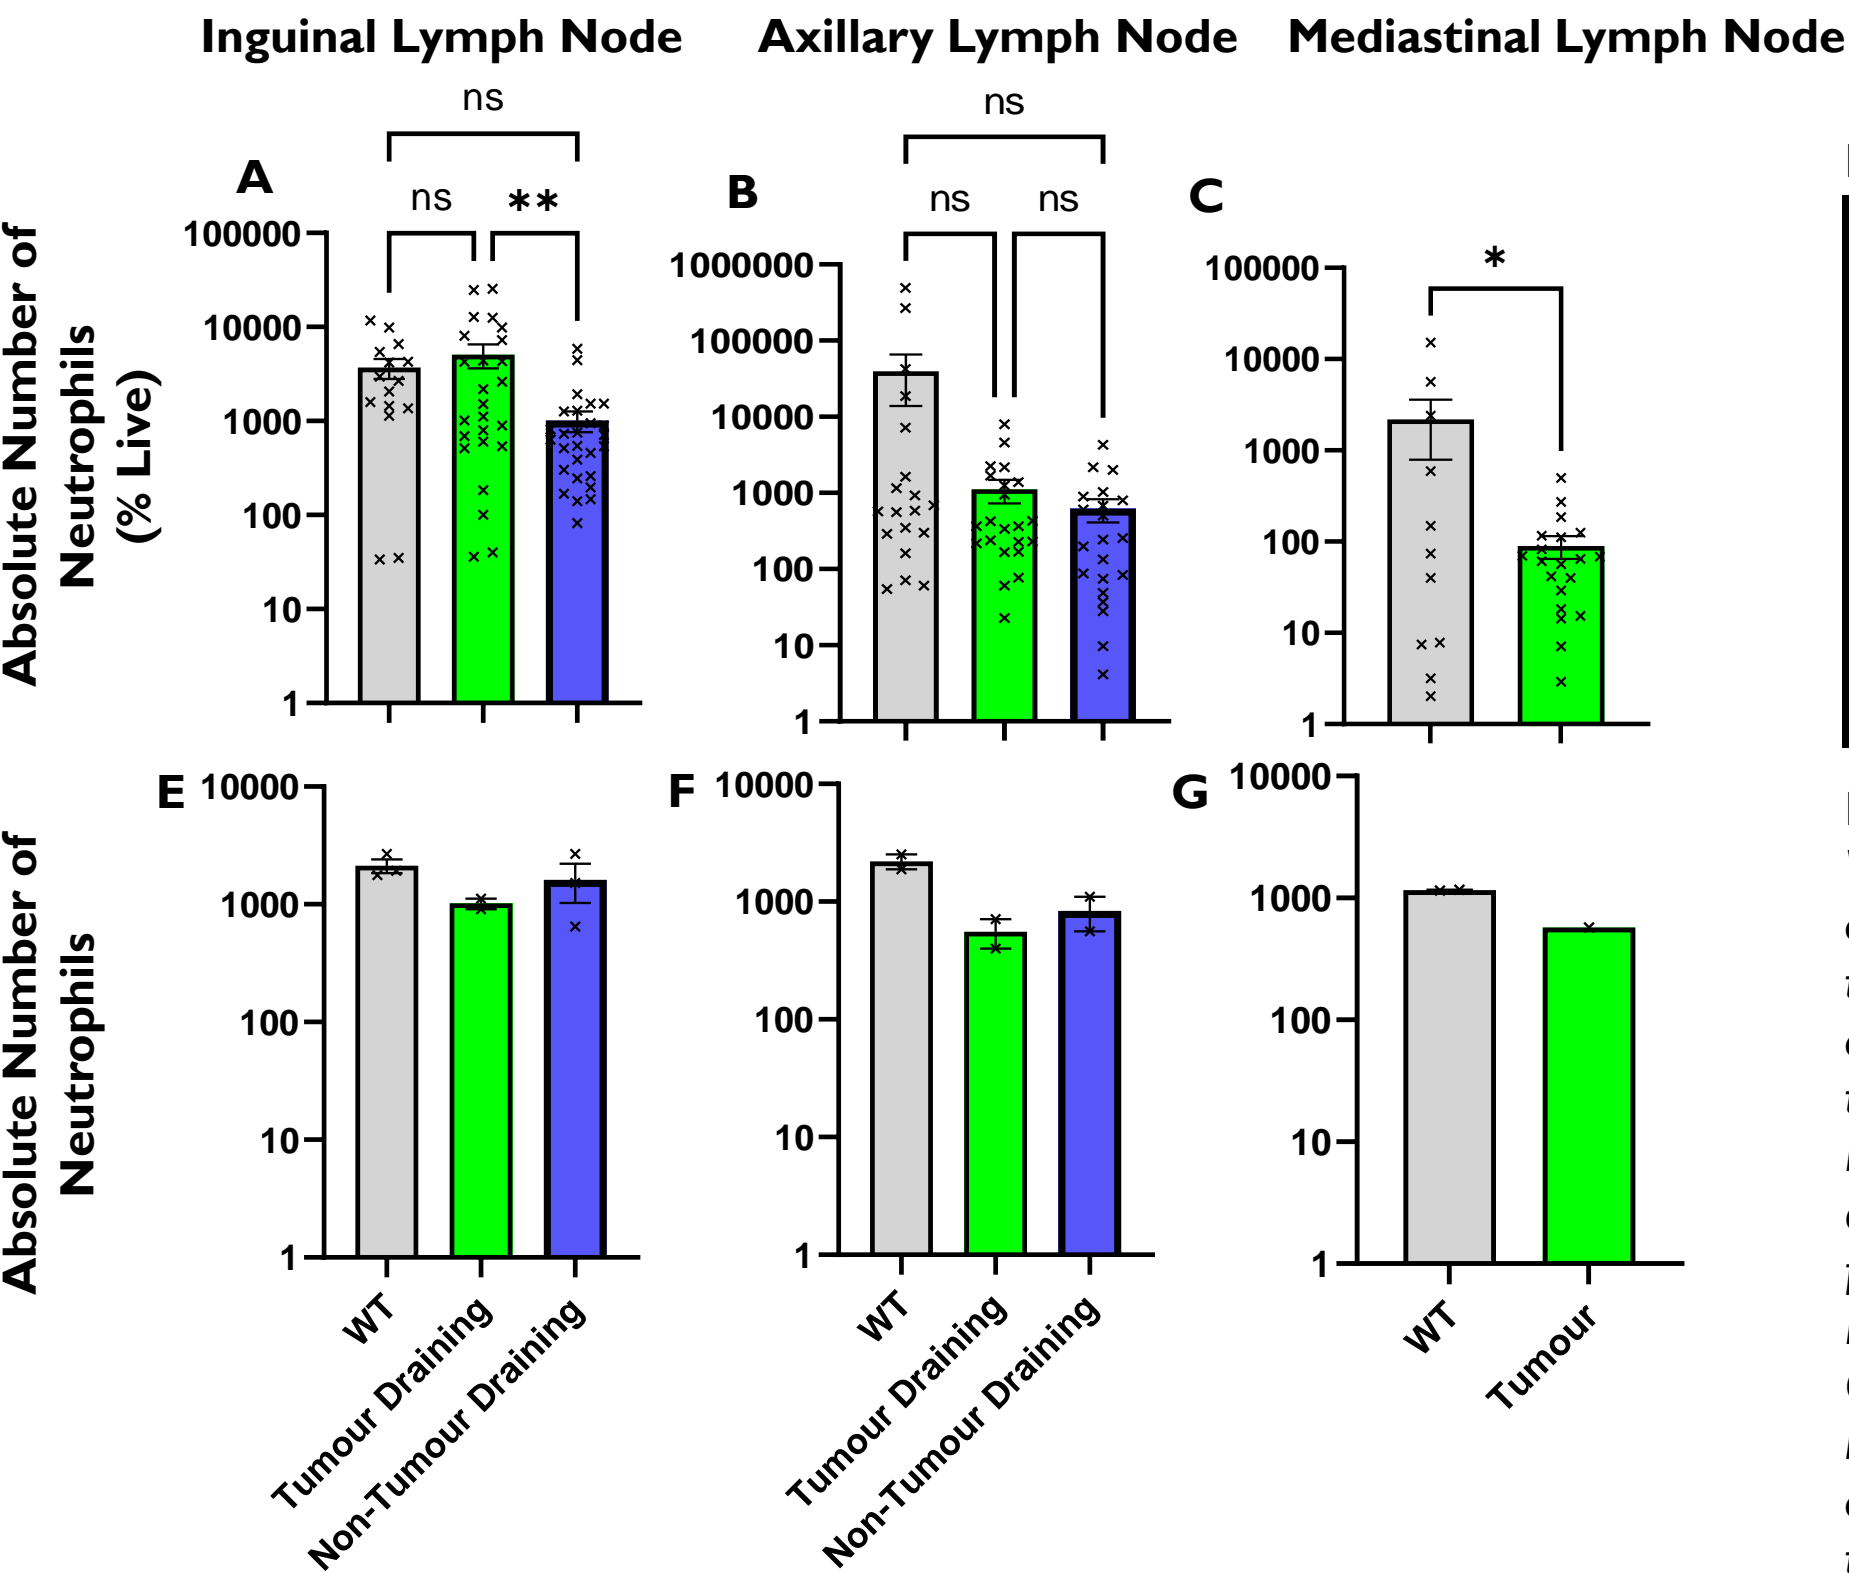 Inguinal Lymph Node
Axillary Lymph Node
Mediastinal Lymph Node
Absolute Number of
Neutrophils
(% Live)
A
ns
ns
**
100000
10000
1000
100
10
1
B
ns
ns
ns
1000000
100000
10000
1000
100
10
1
C
*
100000
10000
1000
100
10
1
Absolute Number of
Neutrophils
E
10000
1000
100
10
1
WT
Tumour Draining
Non-Tumour Draining
F
10000
1000
100
10
1
WT
Tumour Draining
Non-Tumour Draining
G
10000
1000
100
10
1
WT
Tumour